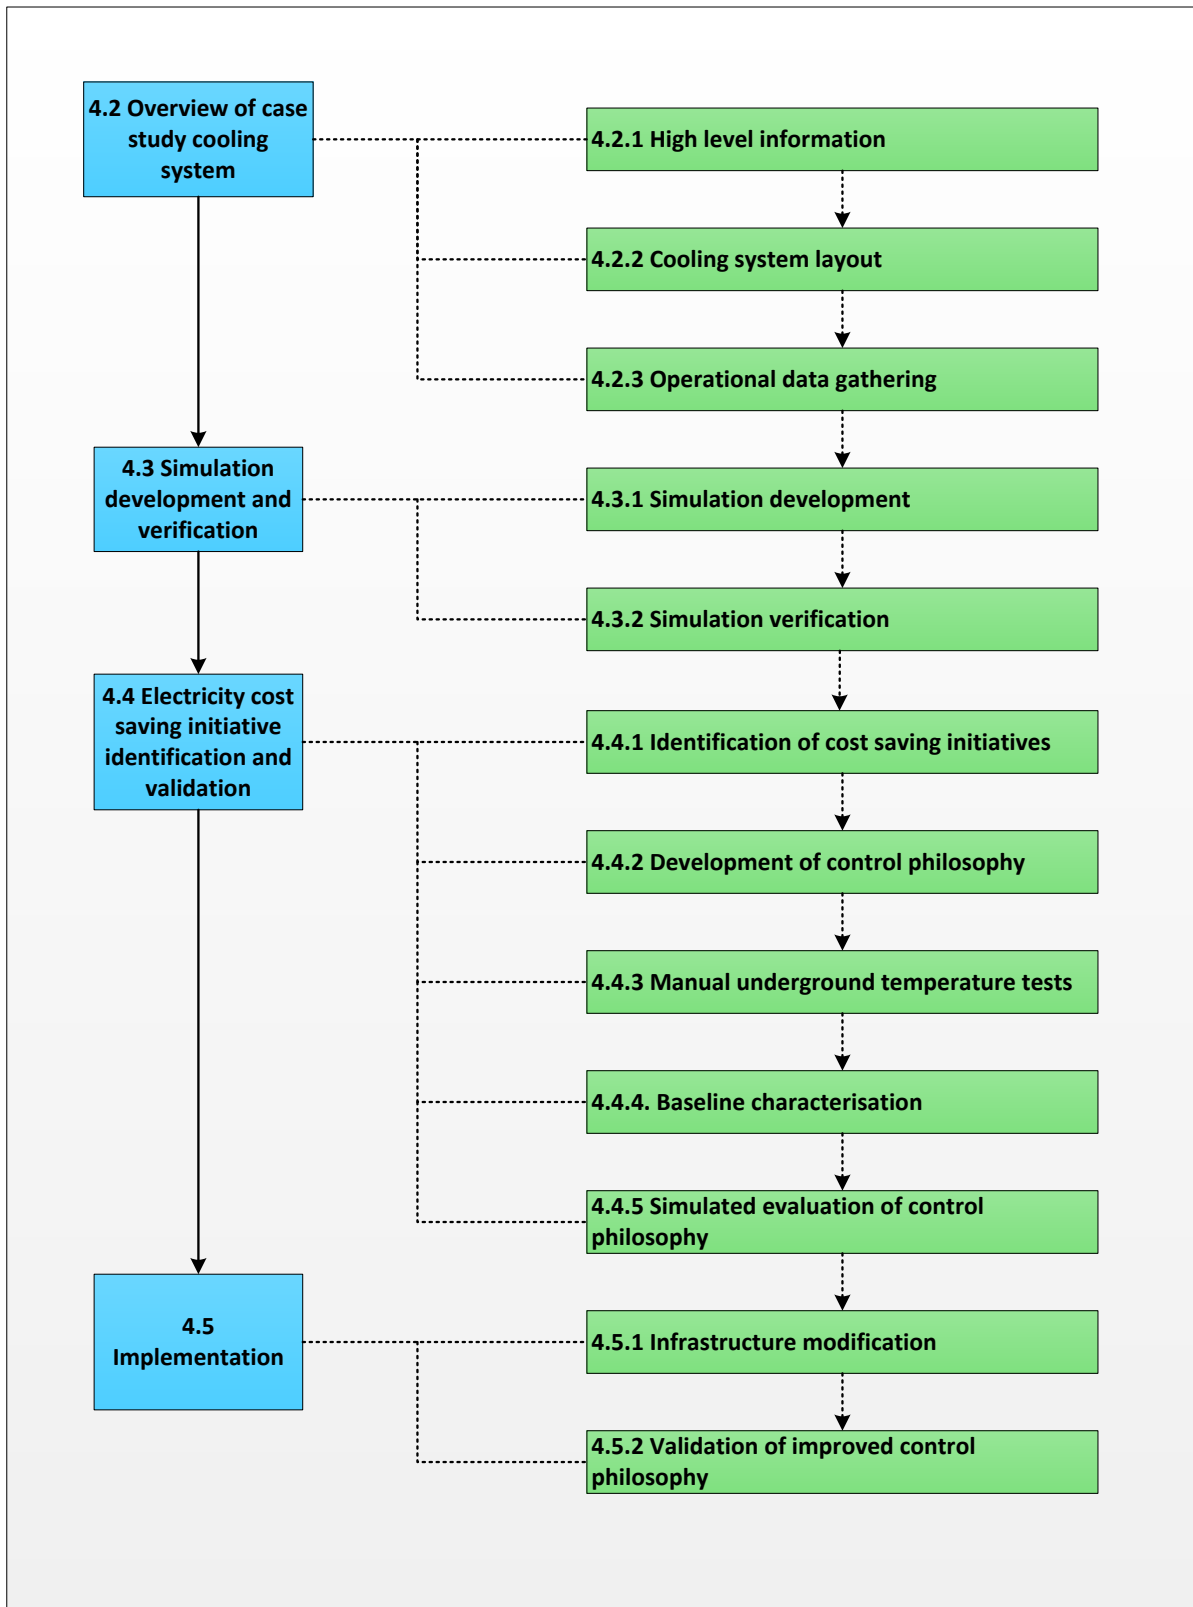 4.2 Overview of case
study cooling
system
4.2.1 High level information
4.2.2 Cooling system layout
4.2.3 Operational data gathering
4.3 Simulation
development and
verification
4.3.1 Simulation development
4.3.2 Simulation verification
4.4 Electricity cost
saving initiative
identification and
validation
4.4.1 Identification of cost saving initiatives
4.4.2 Development of control philosophy
4.4.3 Manual underground temperature tests
4.4.4. Baseline characterisation
4.4.5 Simulated evaluation of control
philosophy
4.5
Implementation
4.5.1 Infrastructure modification
4.5.2 Validation of improved control
philosophy